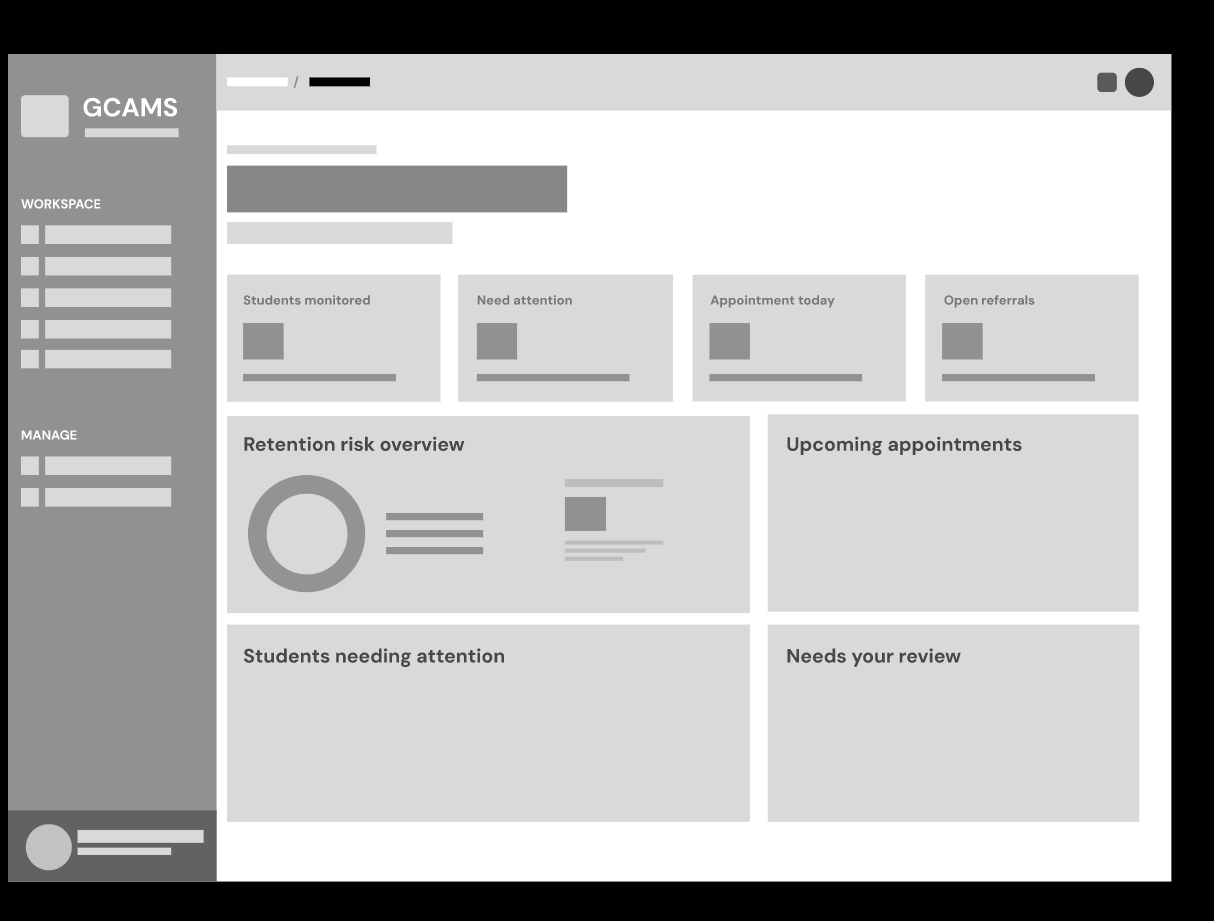 GCAMS
/
WORKSPACE
MANAGE
Students monitored
Need attention
Appointment today
Open referrals
Retention risk overview
Upcoming appointments
Students needing attention
Needs your review